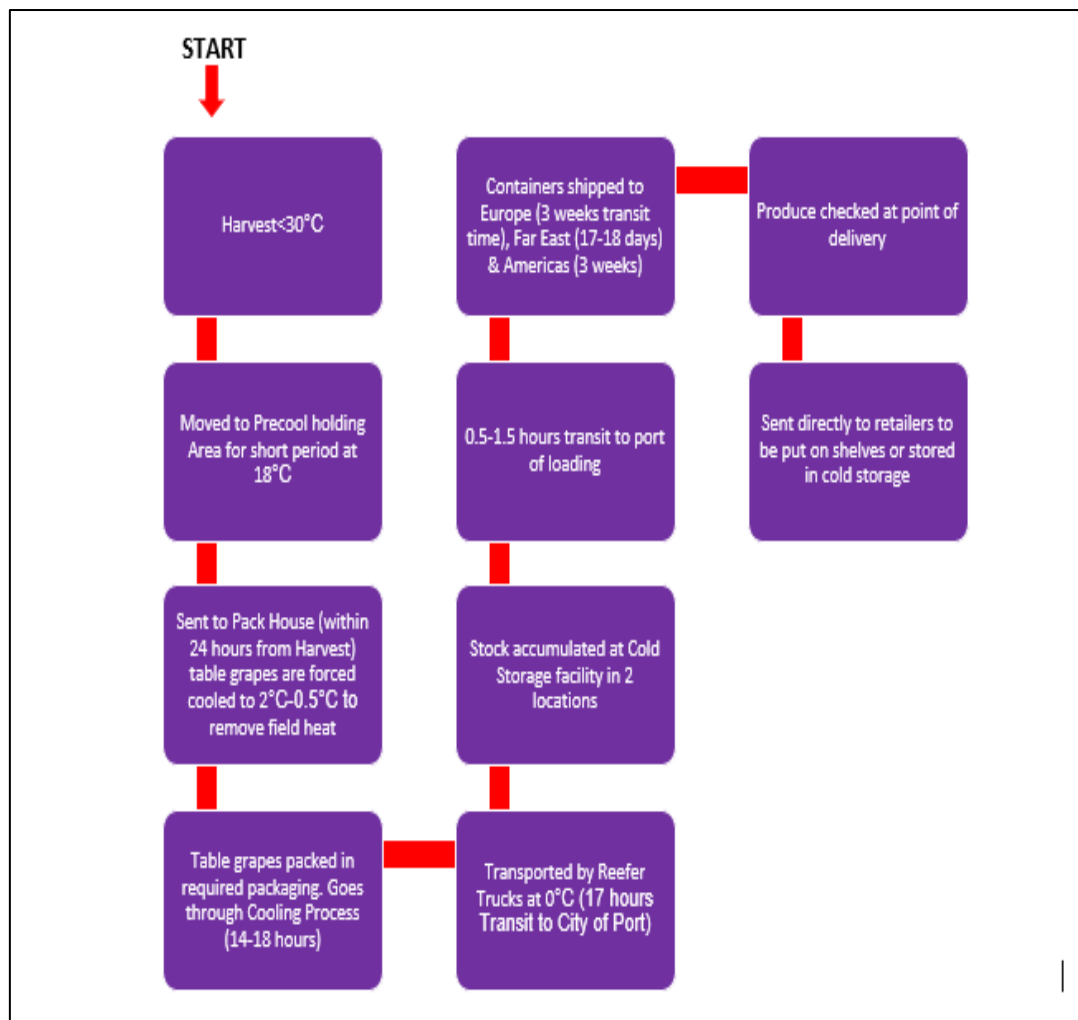 START
Harvest<30°C
Moved to Precool holding
Area for short period at
18°C
Sent to Pack House (within
24 hours from Harvest)
table grapes are forced
cooled to 2°C-0.5°C to
remove field heat
Table grapes packed in
required packaging. Goes
through Cooling Process
(14-18 hours)
Transported by Reefer
Trucks at 0°C (17 hours
Transit to City of Port)
Stock accumulated at Cold
Storage facility in 2
locations
0.5-1.5 hours transit to port
of loading
Containers shipped to
Europe (3 weeks transit
time), Far East (17-18 days)
& Americas (3 weeks)
Produce checked at point of
delivery
Sent directly to retailers to
be put on shelves or stored
in cold storage